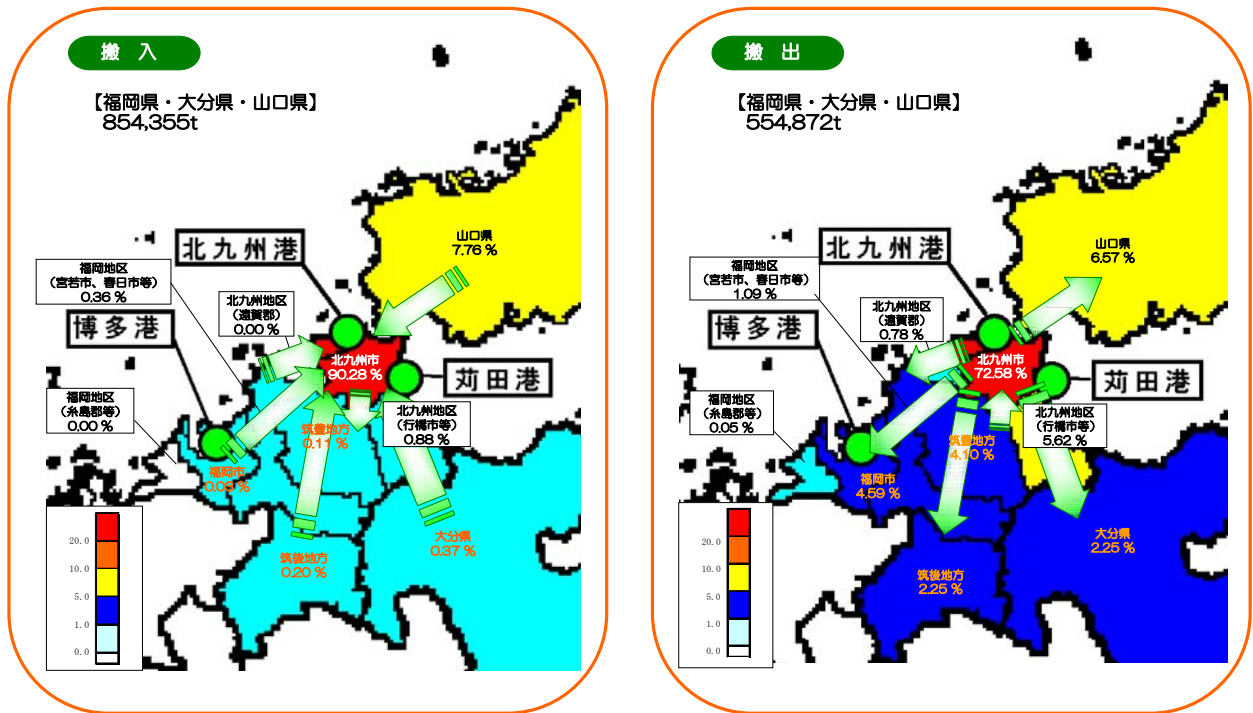 搬 入
【福岡県・大分県・山口県】
854,355t
山口県
7.76 %
北九州港
福岡地区
（宮若市、春日市等）
0.36 %
北九州地区
（遠賀郡）
0.00 %
博多港
北九州市
90.28 %
苅田港
福岡地区
（糸島郡等）
0.00 %
北九州地区
（行橋市等）
0.88 %
筑豊地方
0.11 %
福岡市
0.03 %
大分県
0.37 %
筑後地方
0.20 %
20.0
10.0
5.0
1.0
0.0
搬 出
【福岡県・大分県・山口県】
554,872t
山口県
6.57 %
北九州港
福岡地区
（宮若市、春日市等）
1.09 %
北九州地区
（遠賀郡）
0.78 %
博多港
北九州市
72.58 %
苅田港
福岡地区
（糸島郡等）
0.05 %
北九州地区
（行橋市等）
5.62 %
筑豊地方
4.10 %
福岡市
4.59 %
大分県
2.25 %
筑後地方
2.25 %
20.0
10.0
5.0
1.0
0.0